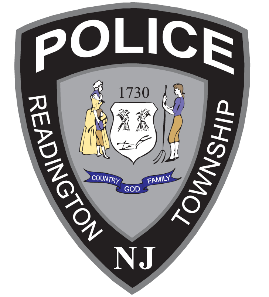 POLICE
READINGTON
TOWNSHIP
1730
COUNTRY
GOD
FAMILY
NJ